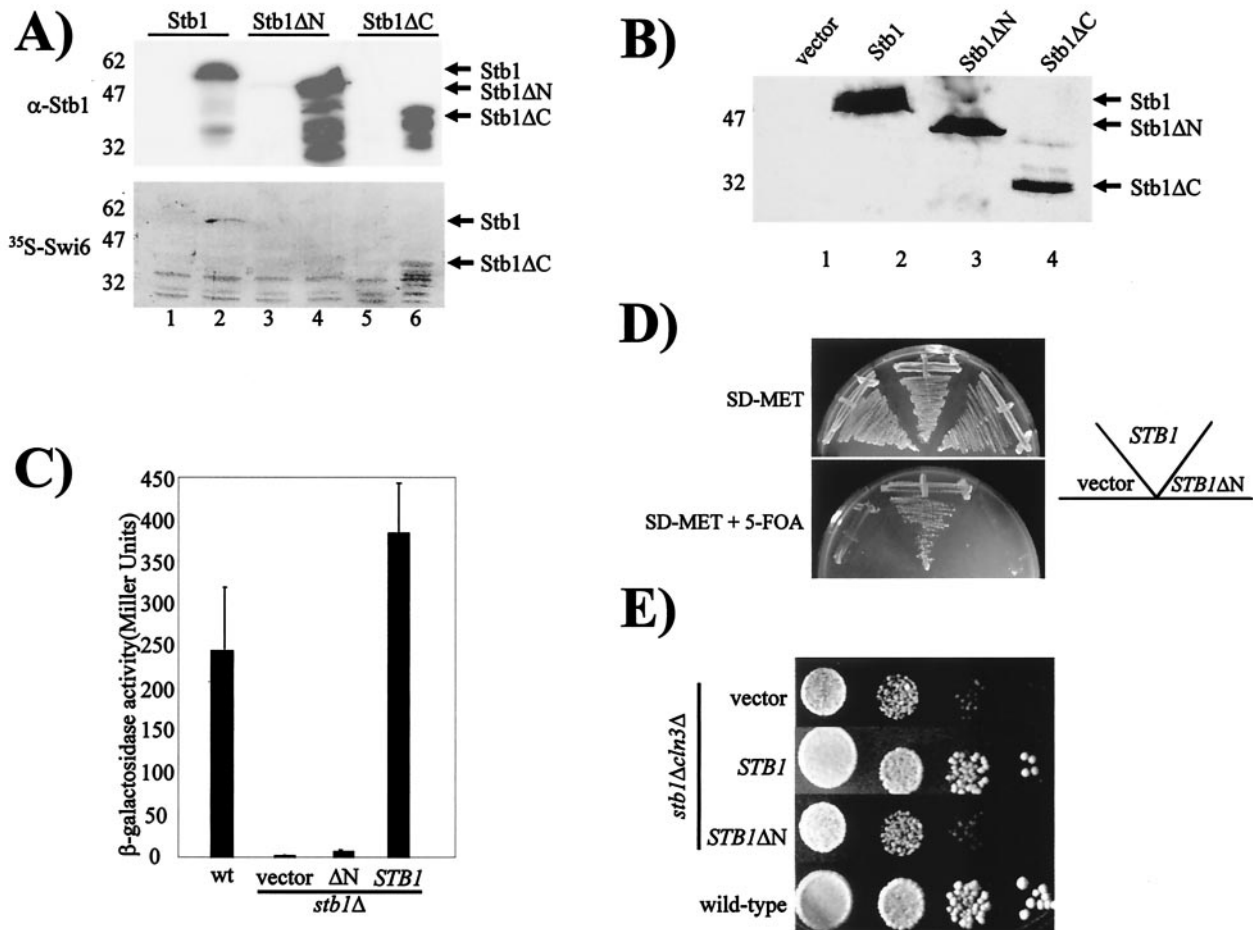 A)
Stb1 Stb1ΔN Stb1ΔC
62
47
32
α-Stb1
Stb1
Stb1ΔN
Stb1ΔC
62
47
32
³⁵S-Swi6
Stb1
Stb1ΔC
1 2 3 4 5 6
B)
vector Stb1 Stb1ΔN Stb1ΔC
47
32
Stb1
Stb1ΔN
Stb1ΔC
1 2 3 4
C)
β-galactosidase activity(Miller Units)
450
400
350
300
250
200
150
100
50
0
wt vector ΔN STB1
stb1Δ
D)
SD-MET
SD-MET + 5-FOA
STB1
vector STB1ΔN
E)
stb1Δcln3Δ
vector
STB1
STB1ΔN
wild-type